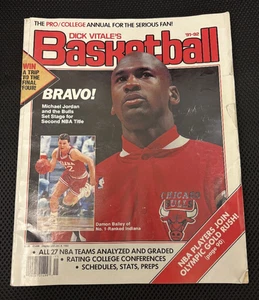 THE PRO/COLLEGE ANNUAL FOR THE SERIOUS FAN!
DICK VITALE'S
'91-92
Basketball
WIN
A TRIP
TO THE
FINAL
FOUR!
BRAVO!
Michael Jordan
and the Bulls
Set Stage for
Second NBA Title
CHICAGO
BULLS
Damon Bailey of
No. 1-Ranked Indiana
NBA PLAYERS JOIN
OLYMPIC GOLD RUSH!
(page 90)
• ALL 27 NBA TEAMS ANALYZED AND GRADED
• RATING COLLEGE CONFERENCES
• SCHEDULES, STATS, PREPS